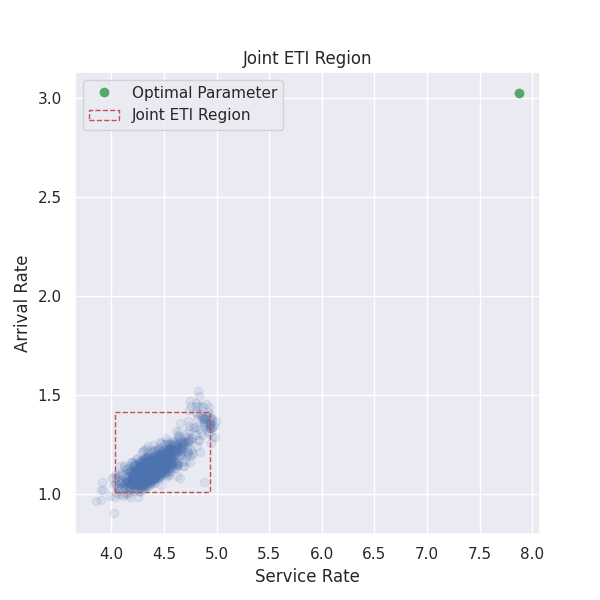 Joint ETI Region
Optimal Parameter
Joint ETI Region
3.0
2.5
2.0
1.5
1.0
Arrival Rate
4.0 4.5 5.0 5.5 6.0 6.5 7.0 7.5 8.0
Service Rate